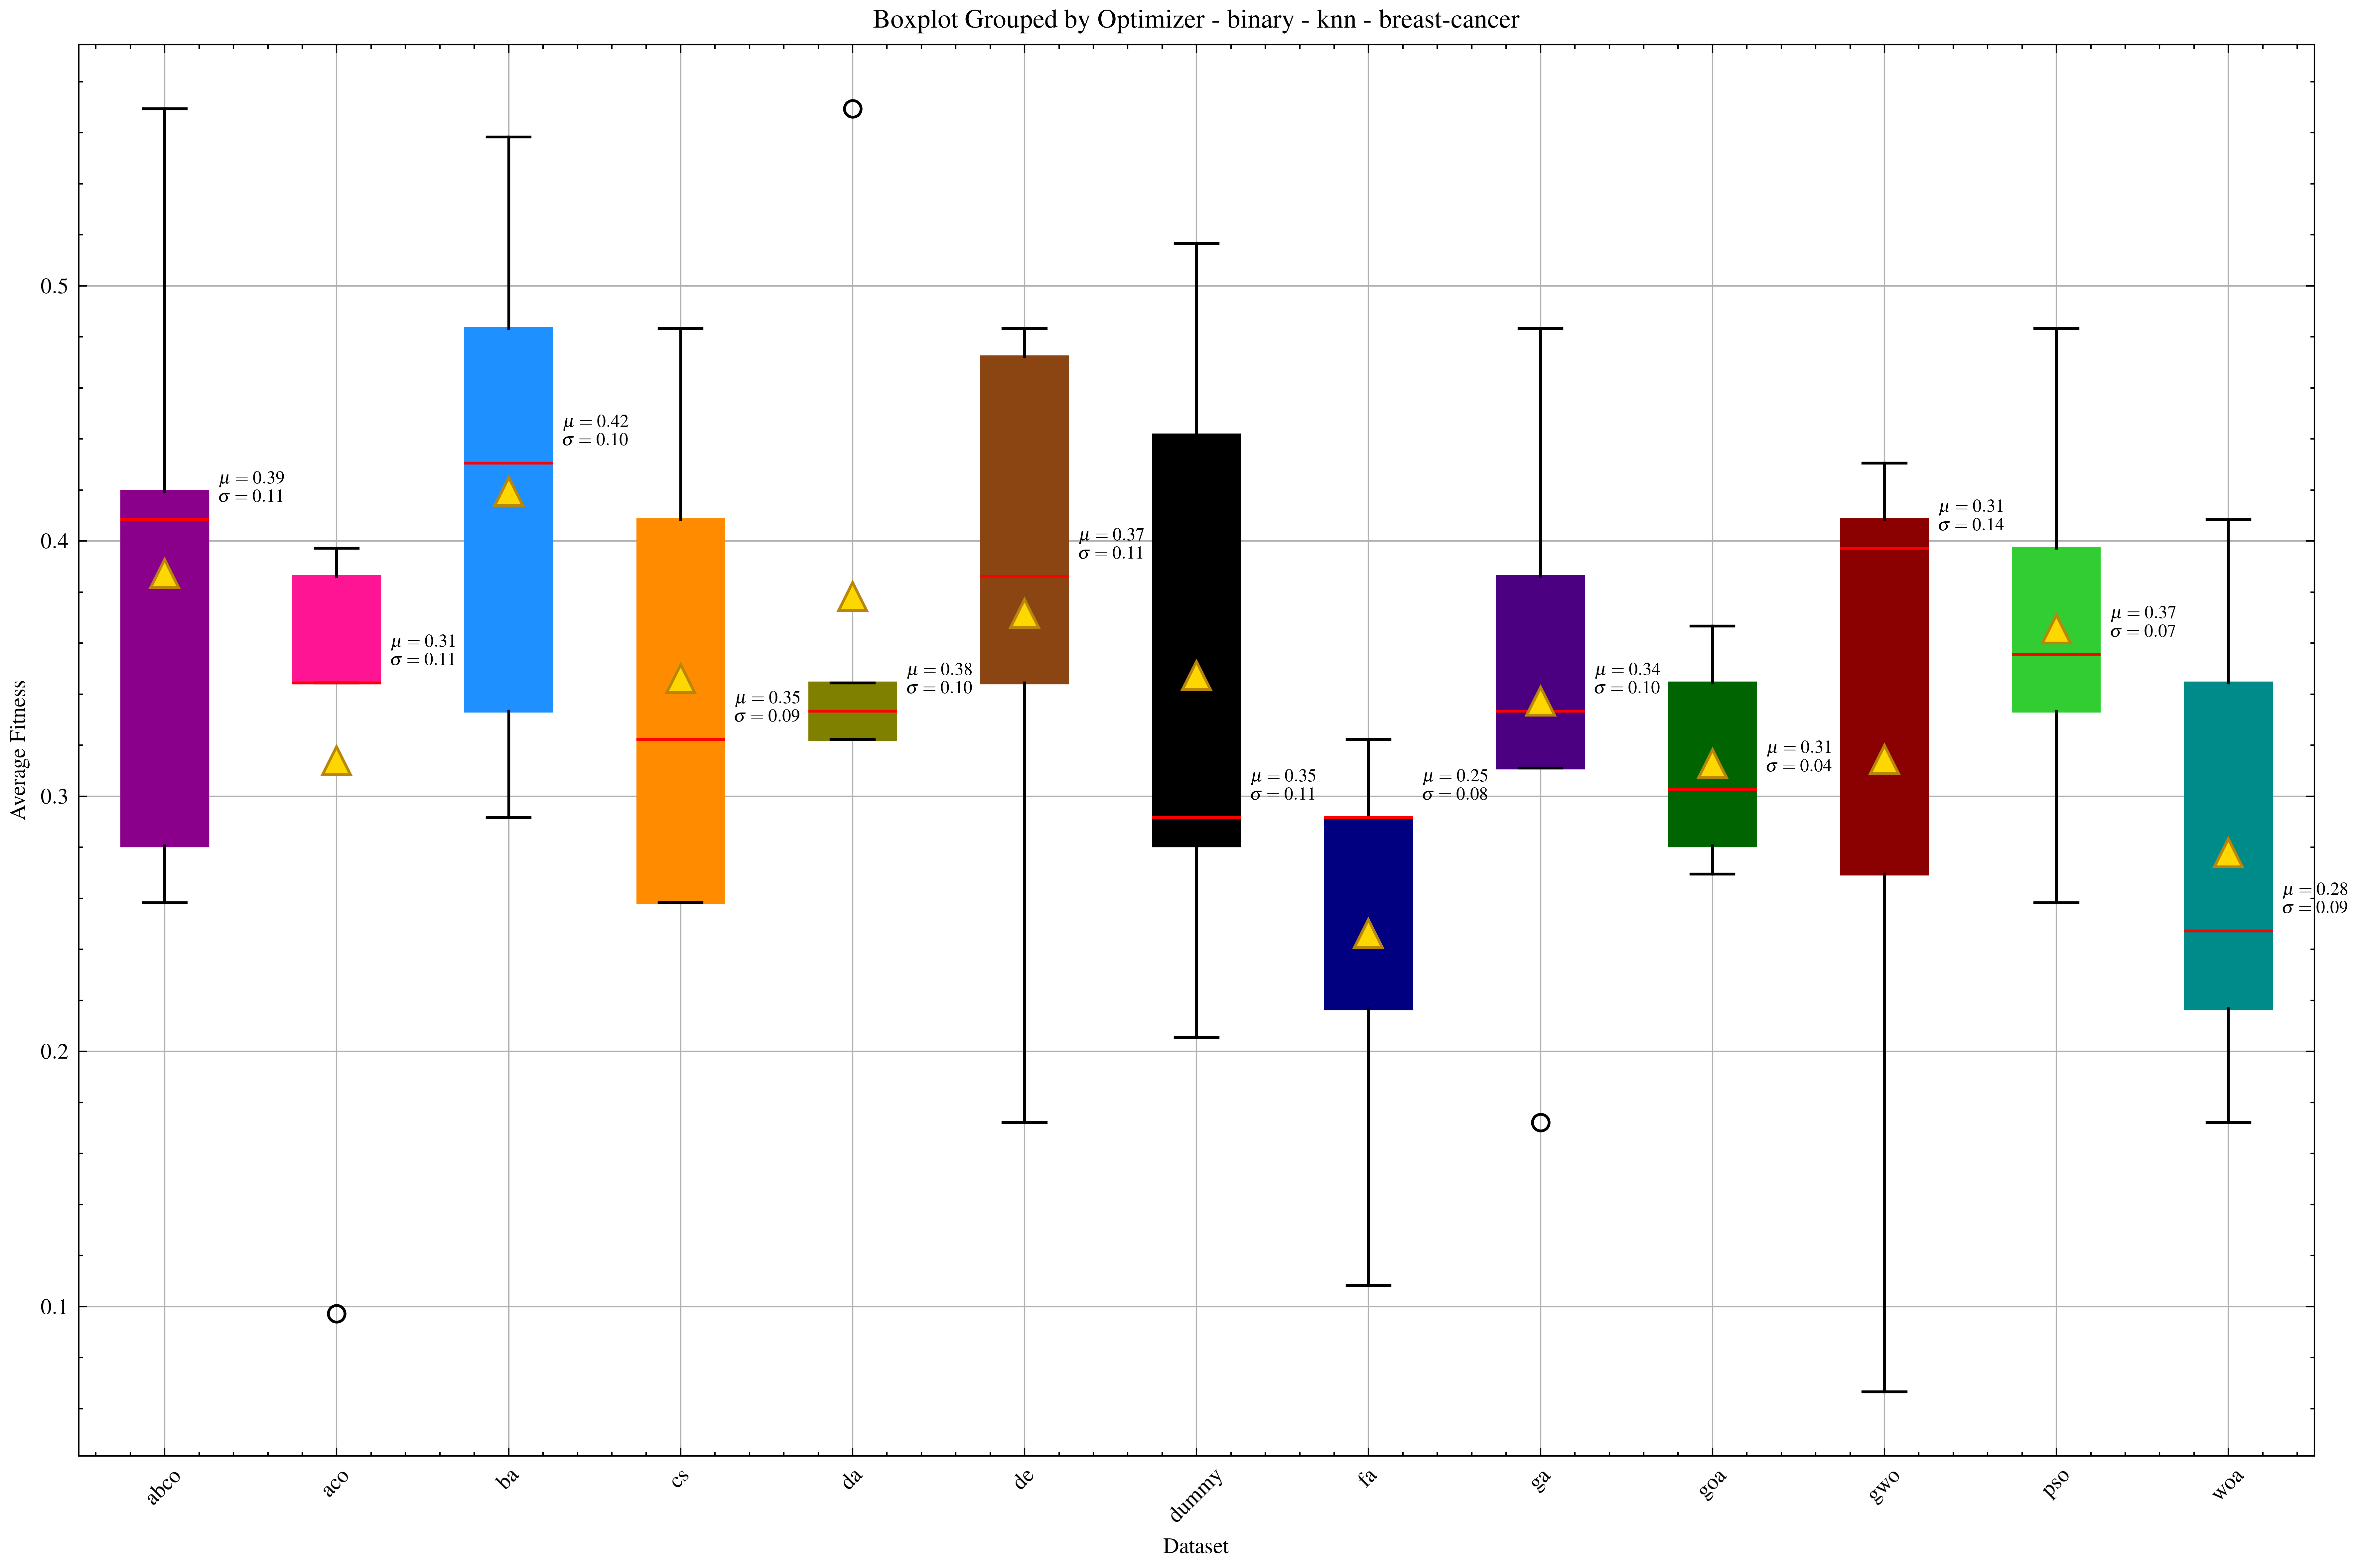 Boxplot Grouped by Optimizer - binary - knn - breast-cancer
Average Fitness
0.5
0.4
0.3
0.2
0.1
μ = 0.39
σ = 0.11
μ = 0.31
σ = 0.11
μ = 0.42
σ = 0.10
μ = 0.35
σ = 0.09
μ = 0.38
σ = 0.10
μ = 0.37
σ = 0.11
μ = 0.35
σ = 0.11
μ = 0.25
σ = 0.08
μ = 0.34
σ = 0.10
μ = 0.31
σ = 0.04
μ = 0.31
σ = 0.14
μ = 0.37
σ = 0.07
μ = 0.28
σ = 0.09
abco
aco
ba
cs
da
de
dummy
fa
ga
goa
gwo
pso
woa
Dataset